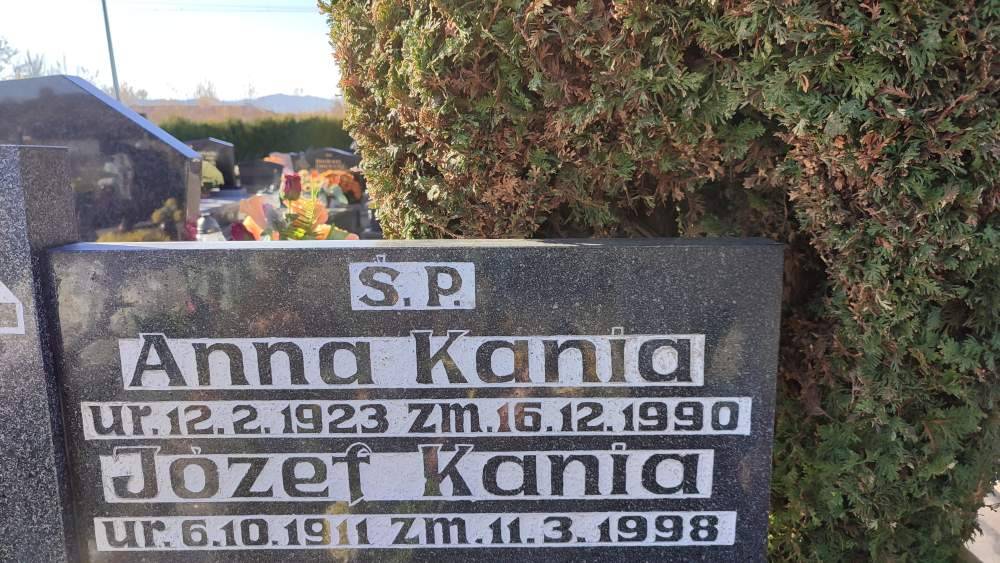 Ś.P.
Anna Kania
ur. 12.2.1923 zm. 16.12.1990
Józef Kania
ur. 6.10.1911 zm. 11.3.1998